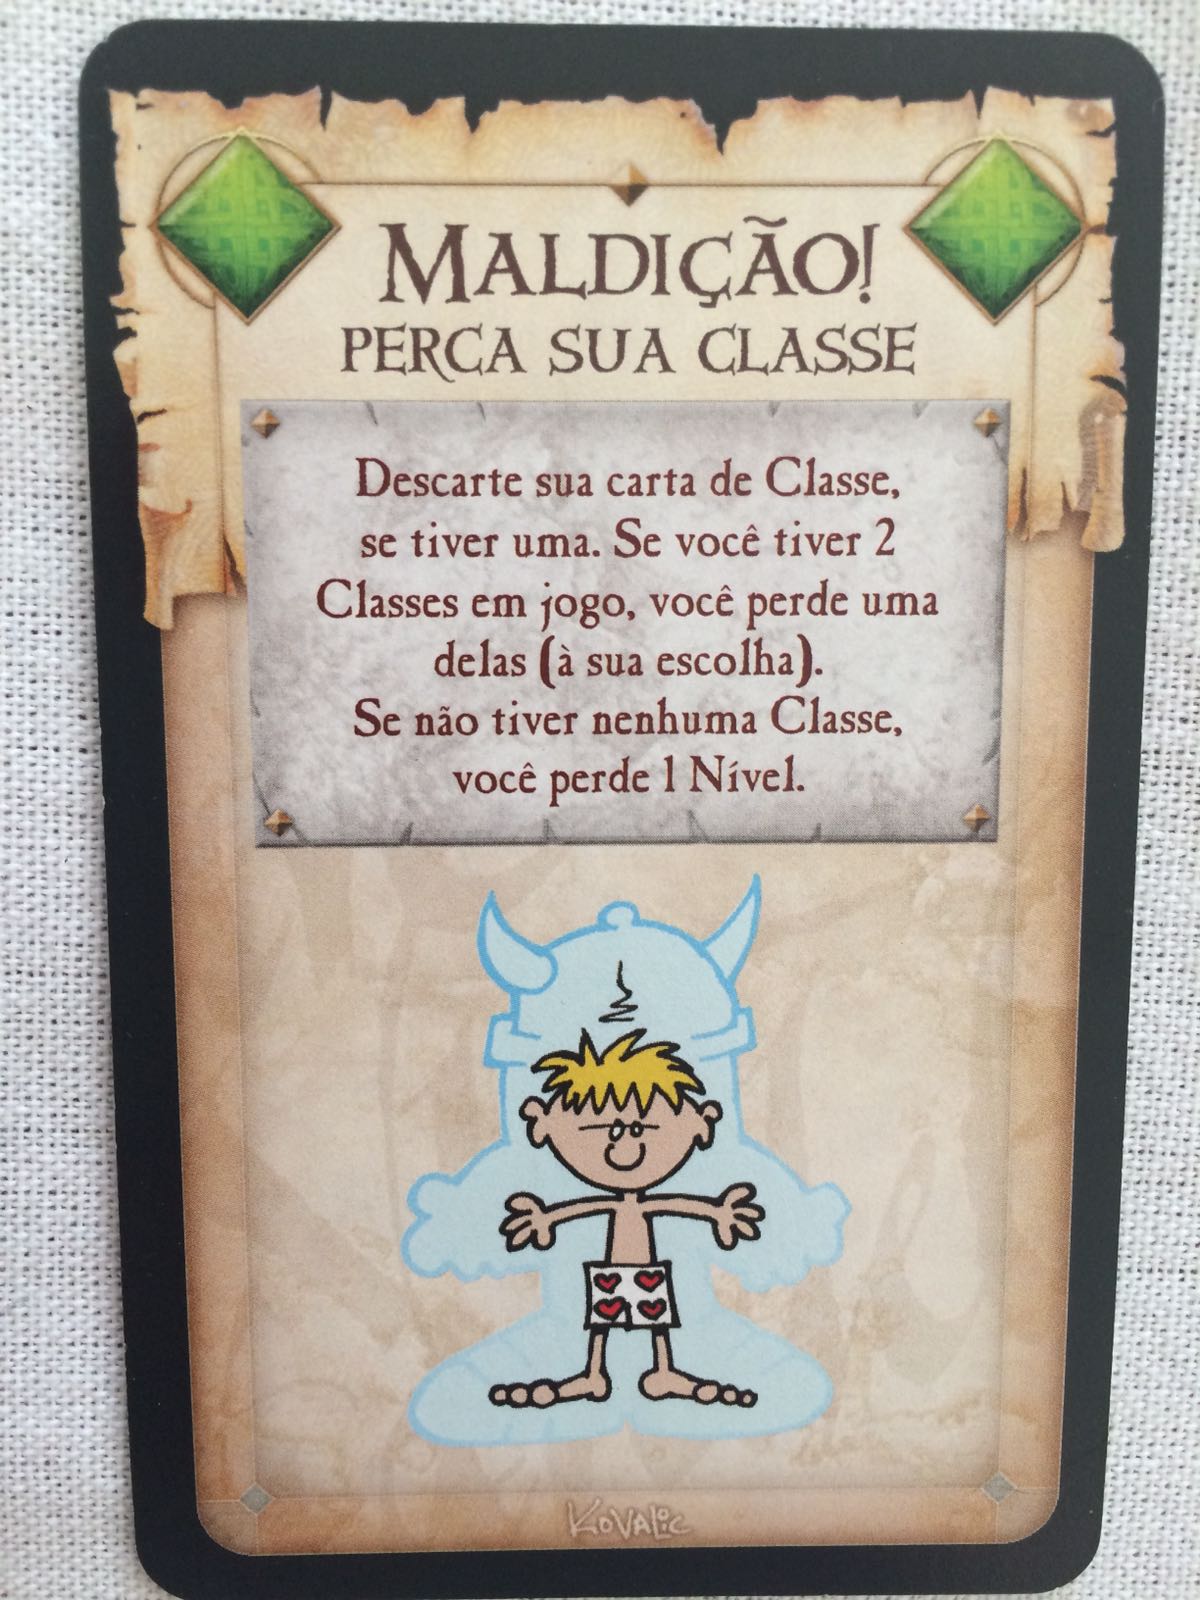 MALDIÇÃO!
PERCA SUA CLASSE
Descarte sua carta de Classe,
se tiver uma. Se você tiver 2
Classes em jogo, você perde uma
delas (à sua escolha).
Se não tiver nenhuma Classe,
você perde 1 Nível.
KOVALIC